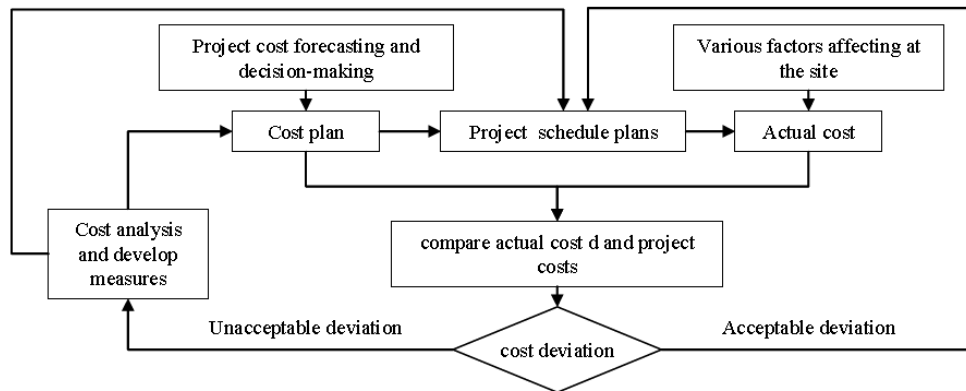 Project cost forecasting and
decision-making
Various factors affecting at
the site
Cost plan
Project schedule plans
Actual cost
Cost analysis
and develop
measures
compare actual cost d and project
costs
Unacceptable deviation
Acceptable deviation
cost deviation